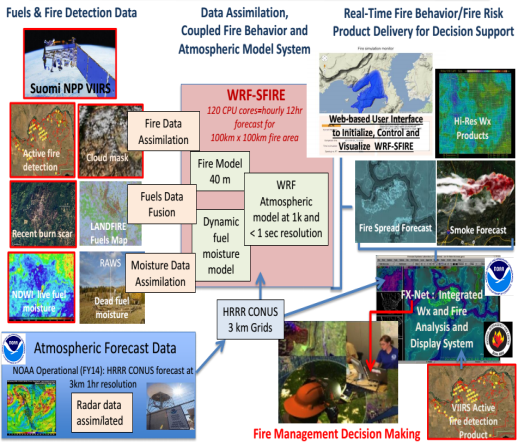 Fuels & Fire Detection Data
Data Assimilation,
Coupled Fire Behavior and
Atmospheric Model System
Real-Time Fire Behavior/Fire Risk
Product Delivery for Decision Support
Suomi NPP VIIRS
Active fire
detection
Cloud mask
Recent burn scar
LANDFIRE
Fuels Map
NDWI live fuel
moisture
RAWS
Dead fuel
moisture
Fire Data
Assimilation
Fuels Data
Fusion
Moisture Data
Assimilation
WRF-SFIRE
120 CPU cores=hourly 12hr
forecast for
100km x 100km fire area
Fire Model
40 m
WRF
Atmospheric
model at 1k and
< 1 sec resolution
Dynamic
fuel
moisture
model
HRRR CONUS
3 km Grids
Fire simulation monitor
Web-based User Interface
to Initialize, Control and
Visualize WRF-SFIRE
Hi-Res Wx
Products
Fire Spread Forecast
Smoke Forecast
FX-Net : Integrated
Wx and Fire
Analysis and
Display System
VIIRS Active
fire detection
Product
Atmospheric Forecast Data
NOAA Operational (FY14): HRRR CONUS forecast at
3km 1hr resolution
Radar data
assimilated
Fire Management Decision Making